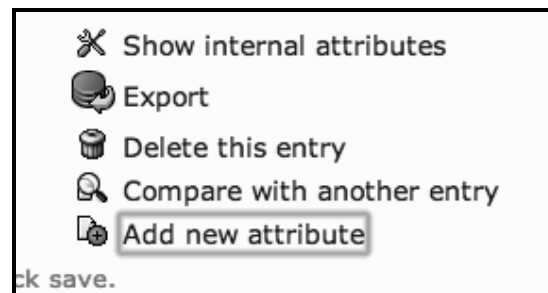 Show internal attributes
Export
Delete this entry
Compare with another entry
Add new attribute
ck save.